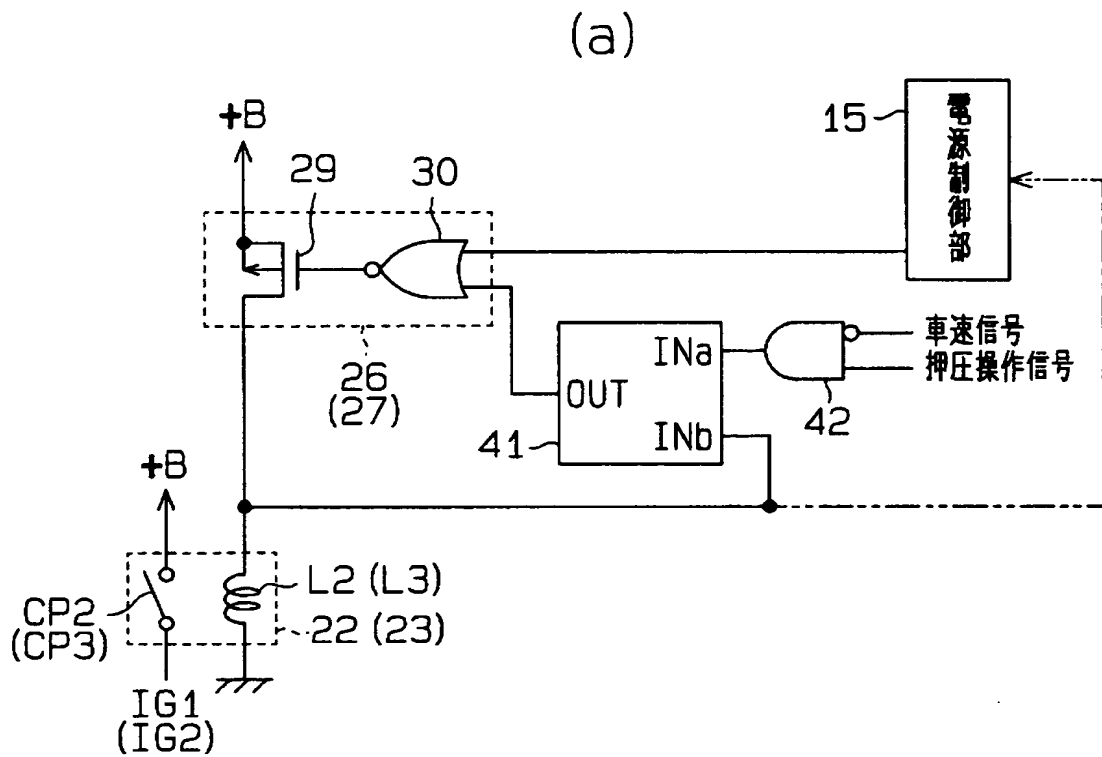 (a)
+B
29
30
15
電源制御部
26
(27)
INa
OUT
INb
41
42
車速信号
押圧操作信号
+B
CP2
(CP3)
L2 (L3)
22 (23)
IG1
(IG2)